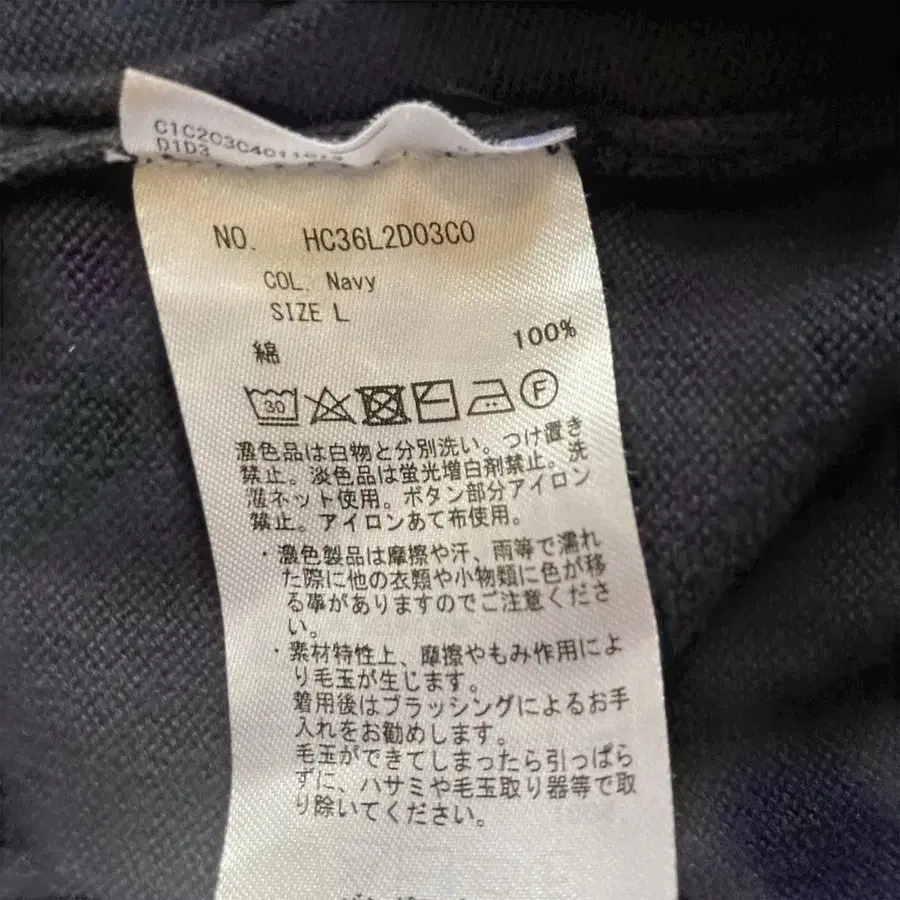 C1C2C3C4C11C13
D1D3
NO. HC36L2D03C0
COL. Navy
SIZE L
綿 100%
30 F
濃色品は白物と分別洗い。つけ置き
禁止。淡色品は蛍光増白剤禁止。洗
濯ネット使用。ボタン部分アイロン
禁止。アイロンあて布使用。
・濃色製品は摩擦や汗、雨等で濡れ
た際に他の衣類や小物類に色が移
る事がありますのでご注意くださ
い。
・素材特性上、摩擦やもみ作用によ
り毛玉が生じます。
着用後はブラッシングによるお手
入れをお勧めします。
毛玉ができてしまったら引っぱら
ずに、ハサミや毛玉取り器等で取
り除いてください。